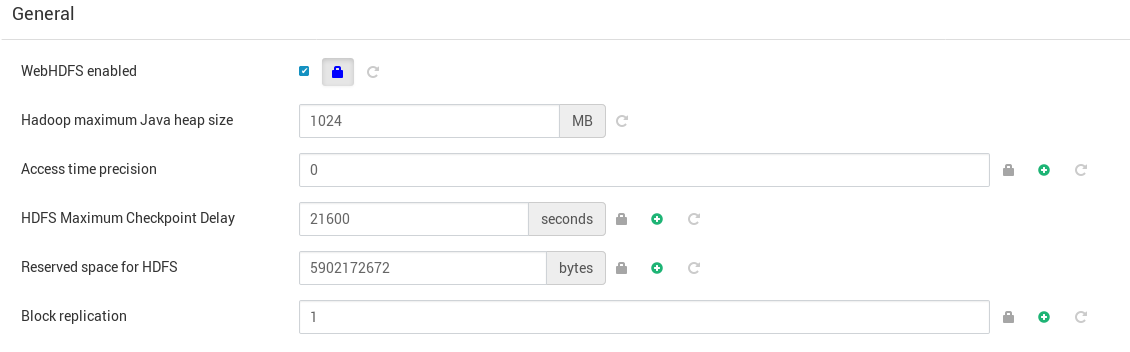 General
WebHDFS enabled
Hadoop maximum Java heap size 1024 MB
Access time precision 0
HDFS Maximum Checkpoint Delay 21600 seconds
Reserved space for HDFS 5902172672 bytes
Block replication 1